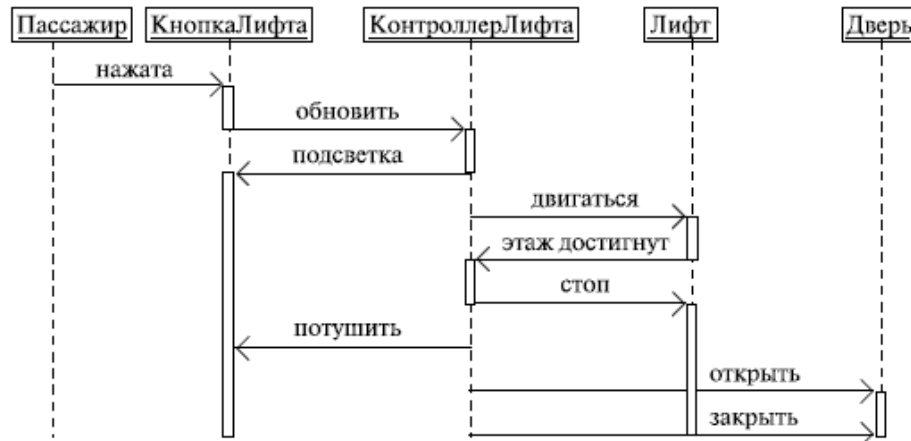 Пассажир КнопкаЛифта КонтроллерЛифта Лифт Дверь
нажата
обновить
подсветка
двигаться
этаж достигнут
стоп
потушить
открыть
закрыть